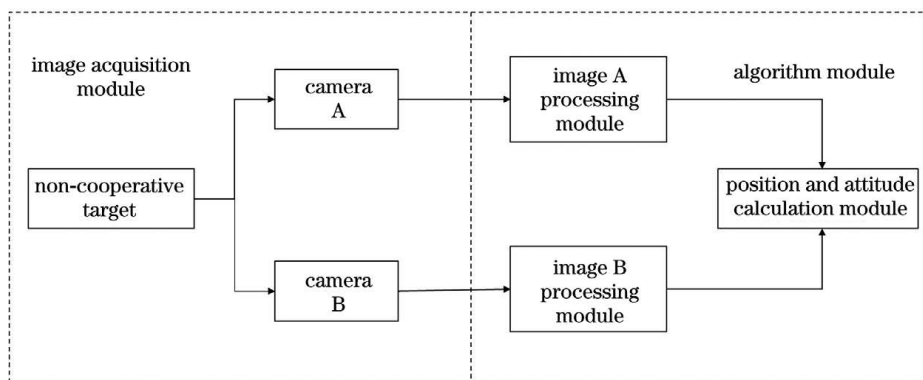 image acquisition
module
non-cooperative
target
camera
A
camera
B
image A
processing
module
image B
processing
module
algorithm module
position and attitude
calculation module